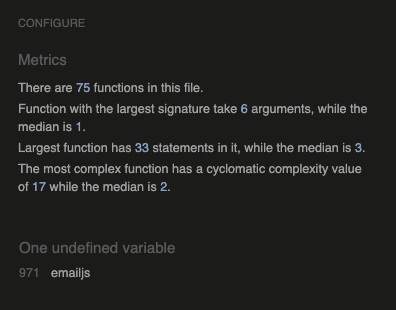 CONFIGURE
Metrics
There are 75 functions in this file.
Function with the largest signature take 6 arguments, while the
median is 1.
Largest function has 33 statements in it, while the median is 3.
The most complex function has a cyclomatic complexity value
of 17 while the median is 2.
One undefined variable
971 emailjs